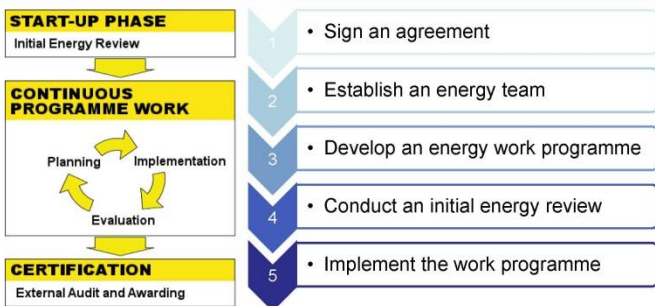 START-UP PHASE
Initial Energy Review
CONTINUOUS
PROGRAMME WORK
Planning
Implementation
Evaluation
CERTIFICATION
External Audit and Awarding
1
• Sign an agreement
2
• Establish an energy team
3
• Develop an energy work programme
4
• Conduct an initial energy review
5
• Implement the work programme